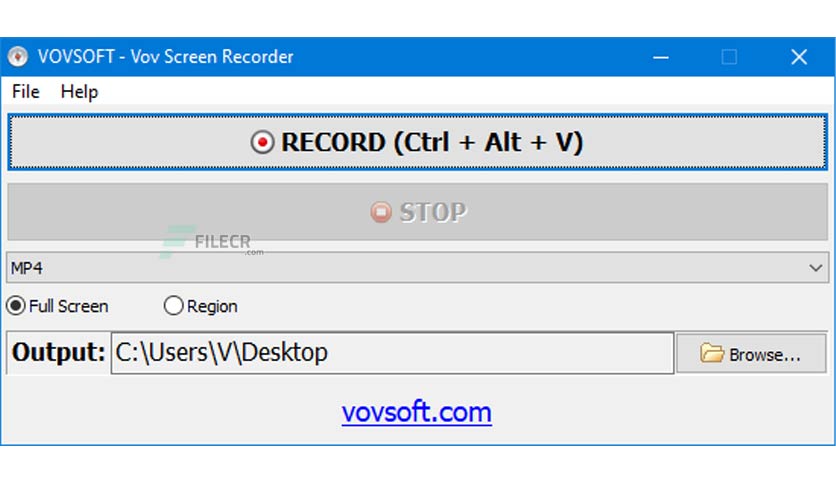 VOVSOFT - Vov Screen Recorder
File Help
RECORD (Ctrl + Alt + V)
STOP
FILECR
.com
MP4
Full Screen Region
Output: C:\Users\V\Desktop Browse...
vovsoft.com